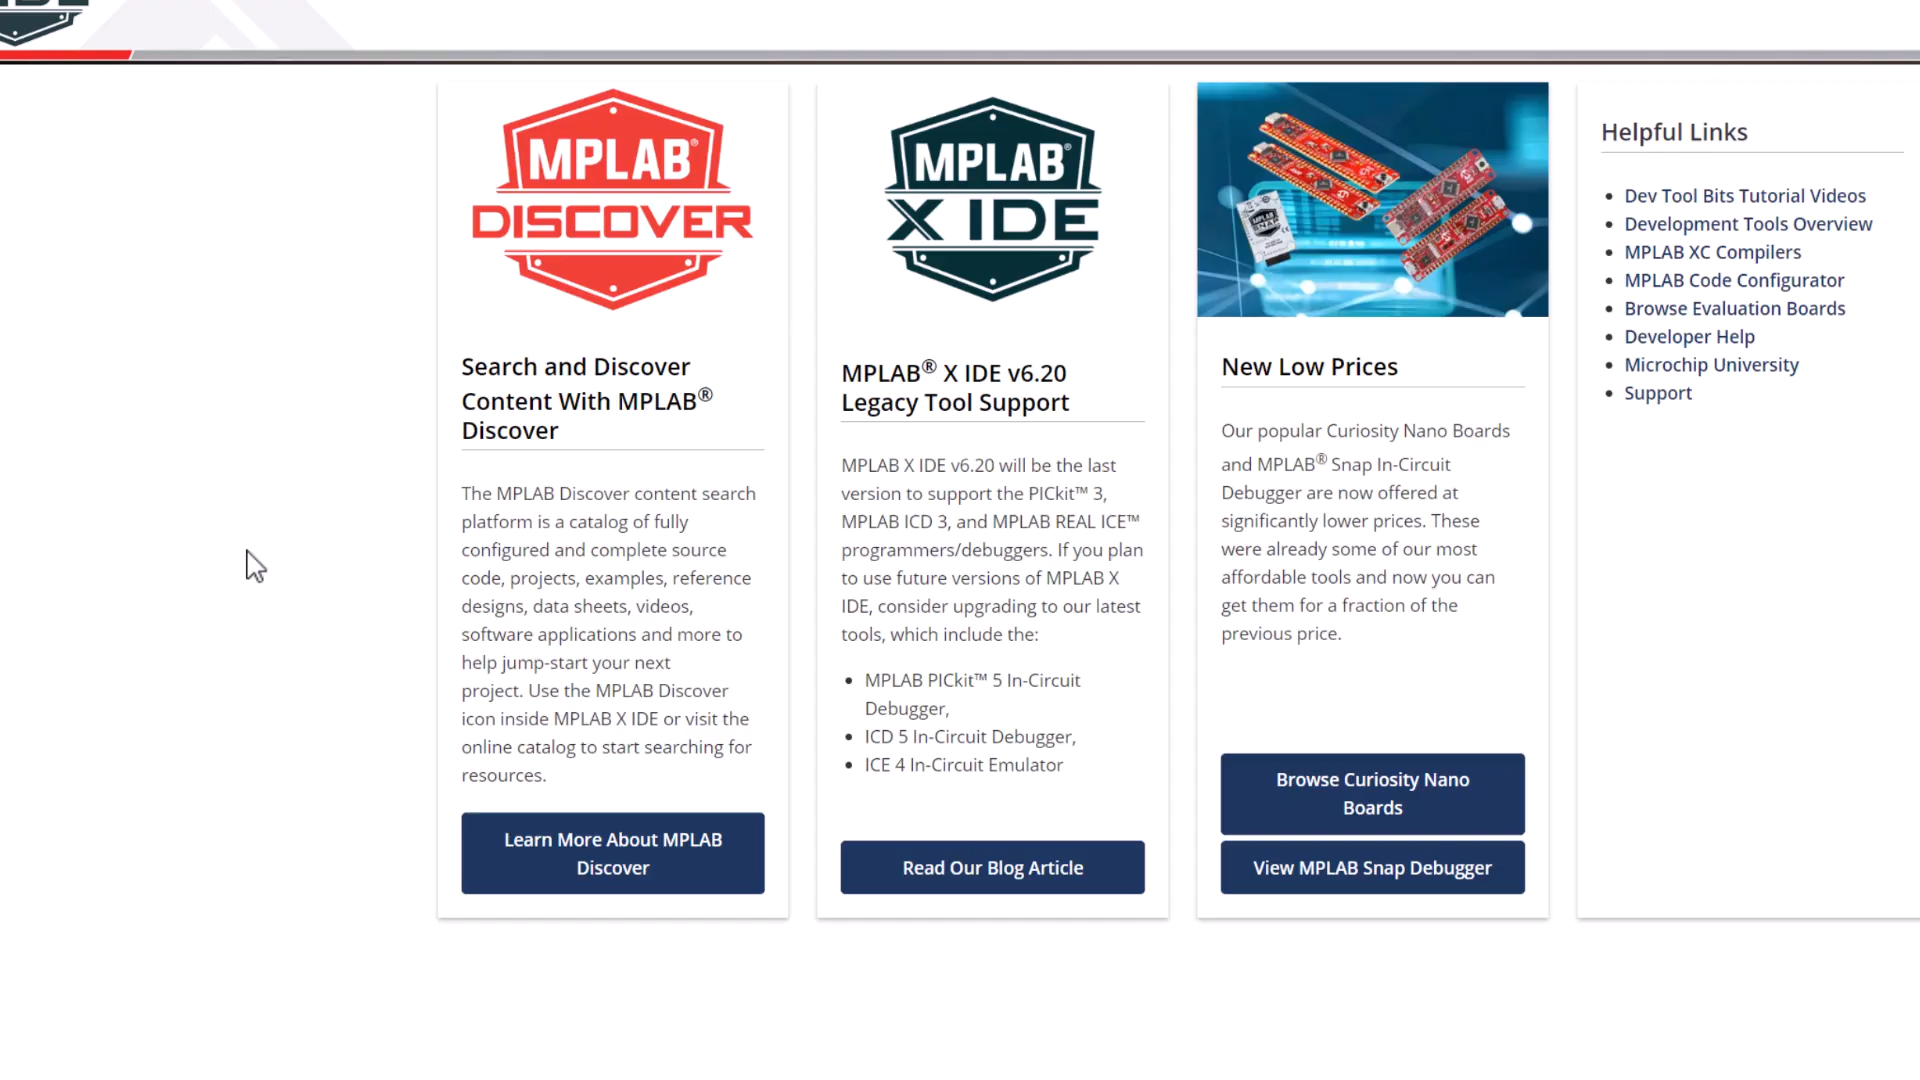 MPLAB®
DISCOVER
Search and Discover
Content With MPLAB®
Discover
The MPLAB Discover content search
platform is a catalog of fully
configured and complete source
code, projects, examples, reference
designs, data sheets, videos,
software applications and more to
help jump-start your next
project. Use the MPLAB Discover
icon inside MPLAB X IDE or visit the
online catalog to start searching for
resources.
Learn More About MPLAB
Discover
MPLAB®
X IDE
MPLAB® X IDE v6.20
Legacy Tool Support
MPLAB X IDE v6.20 will be the last
version to support the PICkit™ 3,
MPLAB ICD 3, and MPLAB REAL ICE™
programmers/debuggers. If you plan
to use future versions of MPLAB X
IDE, consider upgrading to our latest
tools, which include the:
• MPLAB PICkit™ 5 In-Circuit
Debugger,
• ICD 5 In-Circuit Debugger,
• ICE 4 In-Circuit Emulator
Read Our Blog Article
MPLAB
SNAP
New Low Prices
Our popular Curiosity Nano Boards
and MPLAB® Snap In-Circuit
Debugger are now offered at
significantly lower prices. These
were already some of our most
affordable tools and now you can
get them for a fraction of the
previous price.
Browse Curiosity Nano
Boards
View MPLAB Snap Debugger
Helpful Links
• Dev Tool Bits Tutorial Videos
• Development Tools Overview
• MPLAB XC Compilers
• MPLAB Code Configurator
• Browse Evaluation Boards
• Developer Help
• Microchip University
• Support